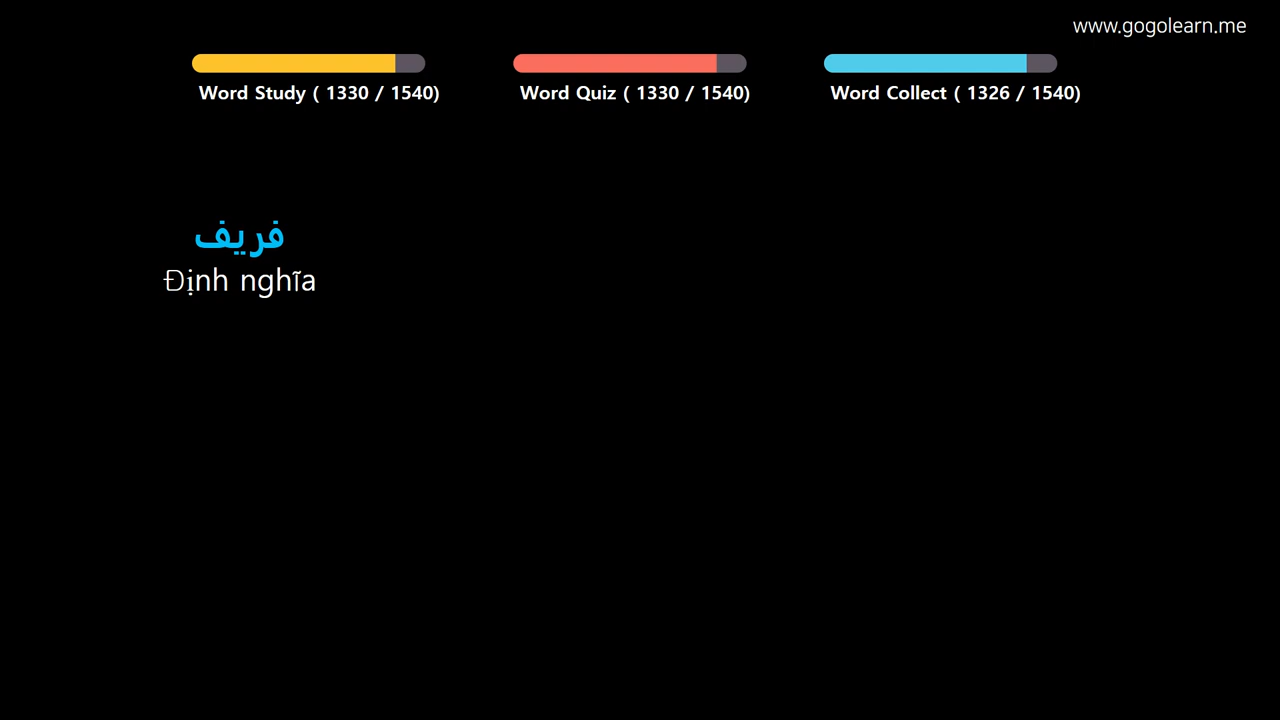 www.gogolearn.me
Word Study ( 1330 / 1540)
Word Quiz ( 1330 / 1540)
Word Collect ( 1326 / 1540)
فريف
Định nghĩa